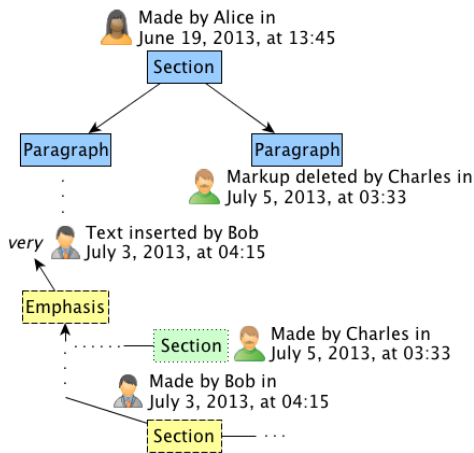 Made by Alice in
June 19, 2013, at 13:45
Section
Paragraph
Paragraph
Markup deleted by Charles in
July 5, 2013, at 03:33
very
Text inserted by Bob
July 3, 2013, at 04:15
Emphasis
Section
Made by Charles in
July 5, 2013, at 03:33
Made by Bob in
July 3, 2013, at 04:15
Section